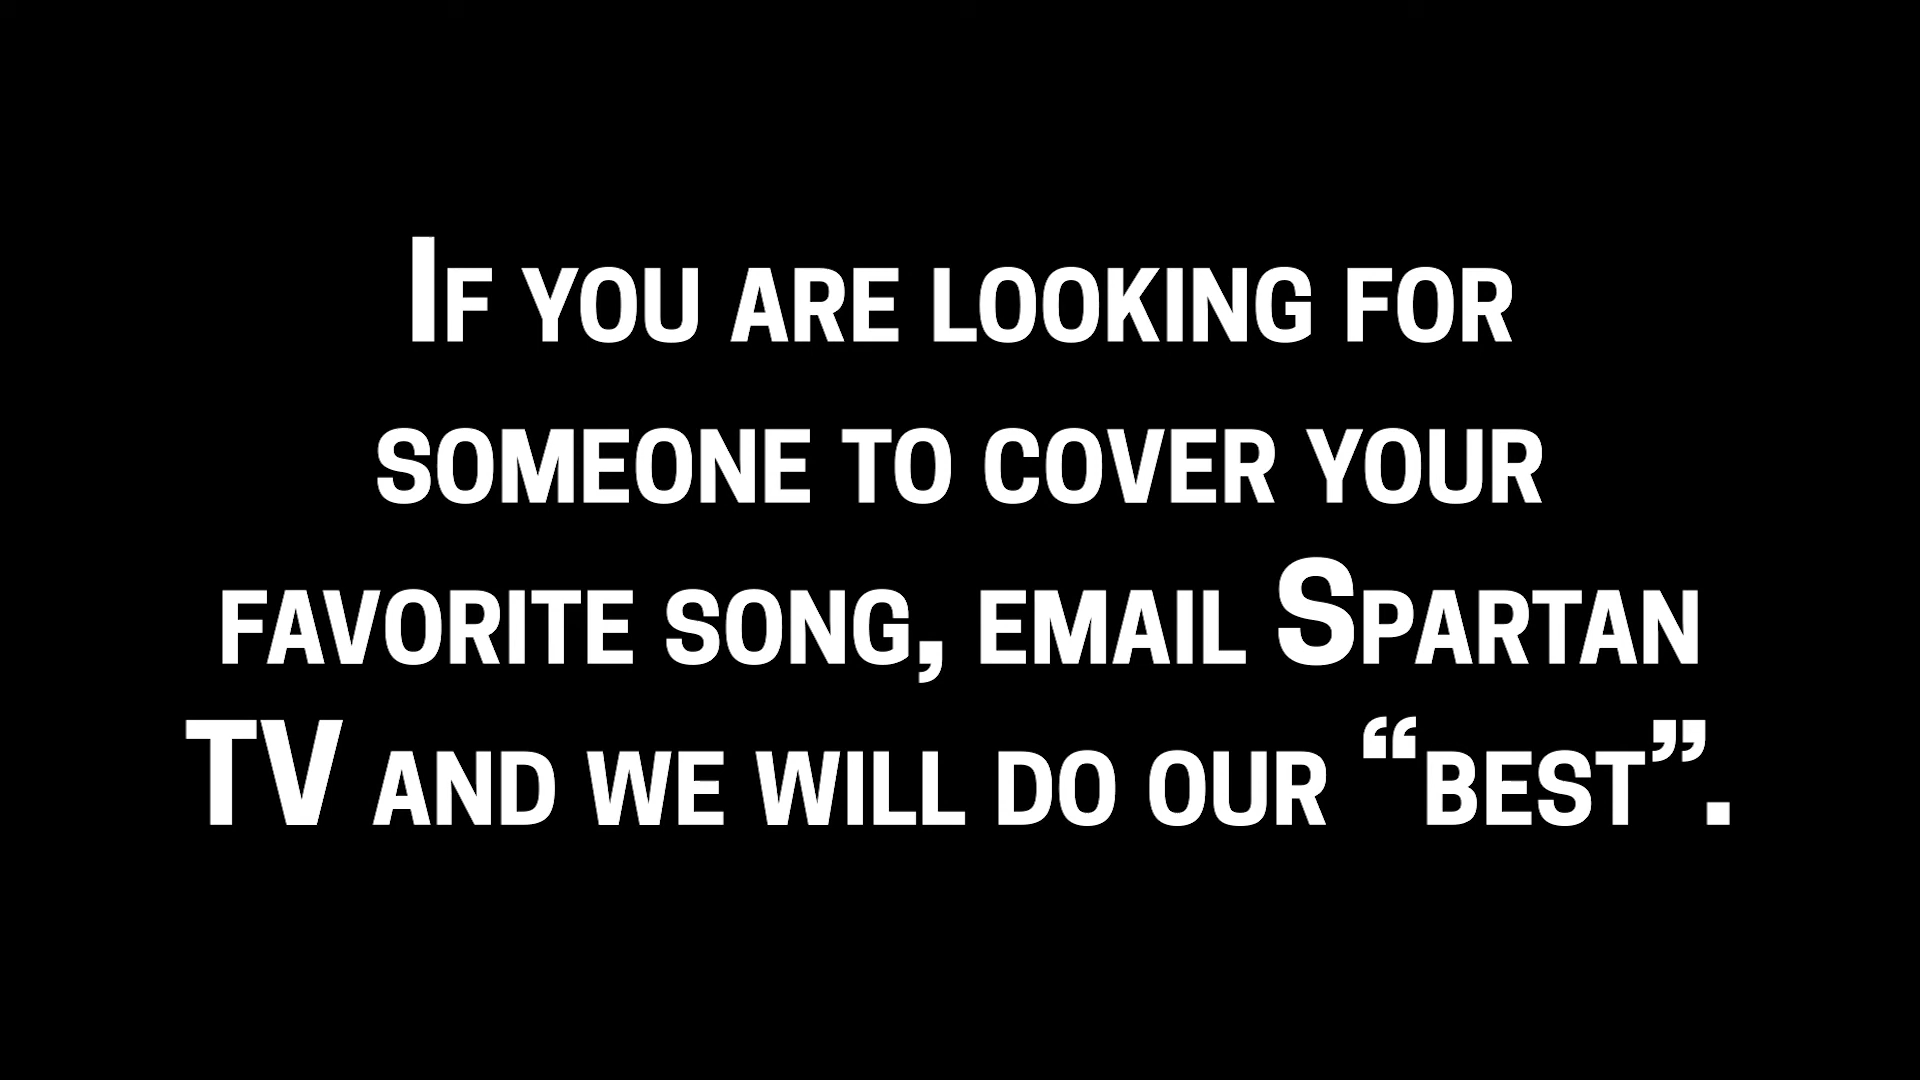 If you are looking for
someone to cover your
favorite song, email Spartan
TV and we will do our “best”.